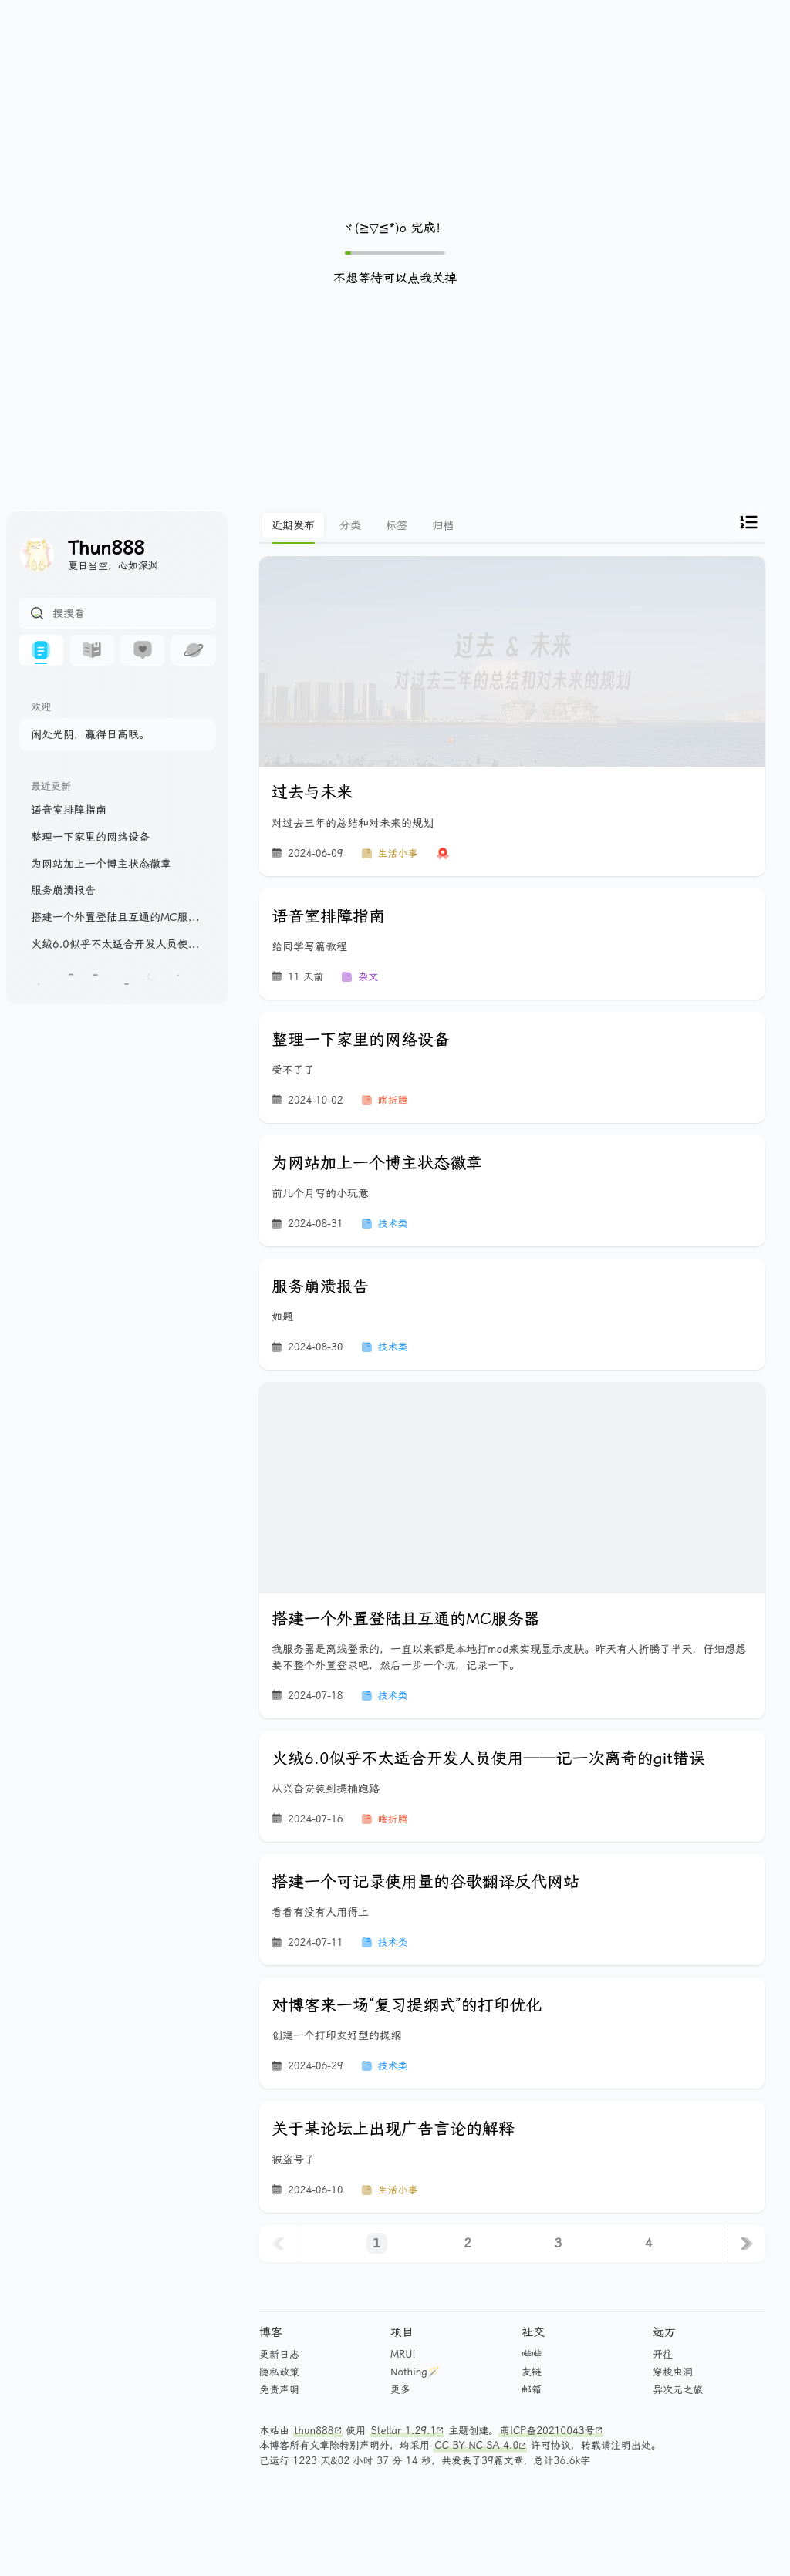 ヾ(≧▽≦*)o 完成！
不想等待可以点我关掉
Thun888
夏日当空，心如深渊
搜搜看
欢迎
闲处光阴，赢得日高眠。
最近更新
语音室排障指南
整理一下家里的网络设备
为网站加上一个博主状态徽章
服务崩溃报告
搭建一个外置登陆且互通的MC服...
火绒6.0似乎不太适合开发人员使...
近期发布 分类 标签 归档
过去 & 未来
对过去三年的总结和对未来的规划
过去与未来
对过去三年的总结和对未来的规划
2024-06-09 生活小事
语音室排障指南
给同学写篇教程
11 天前 杂文
整理一下家里的网络设备
受不了了
2024-10-02 瞎折腾
为网站加上一个博主状态徽章
前几个月写的小玩意
2024-08-31 技术类
服务崩溃报告
如题
2024-08-30 技术类
搭建一个外置登陆且互通的MC服务器
我服务器是离线登录的，一直以来都是本地打mod来实现显示皮肤。昨天有人折腾了半天，仔细想想
要不整个外置登录吧，然后一步一个坑，记录一下。
2024-07-18 技术类
火绒6.0似乎不太适合开发人员使用——记一次离奇的git错误
从兴奋安装到提桶跑路
2024-07-16 瞎折腾
搭建一个可记录使用量的谷歌翻译反代网站
看看有没有人用得上
2024-07-11 技术类
对博客来一场“复习提纲式”的打印优化
创建一个打印友好型的提纲
2024-06-29 技术类
关于某论坛上出现广告言论的解释
被盗号了
2024-06-10 生活小事
1 2 3 4
博客 项目 社交 远方
更新日志 MRUI 哔哔 开往
隐私政策 Nothing🪄 友链 穿梭虫洞
免责声明 更多 邮箱 异次元之旅
本站由 thun888 使用 Stellar 1.29.1 主题创建。萌ICP备20210043号
本博客所有文章除特别声明外，均采用 CC BY-NC-SA 4.0 许可协议，转载请注明出处。
已运行 1223 天&02 小时 37 分 14 秒，共发表了39篇文章，总计36.6k字